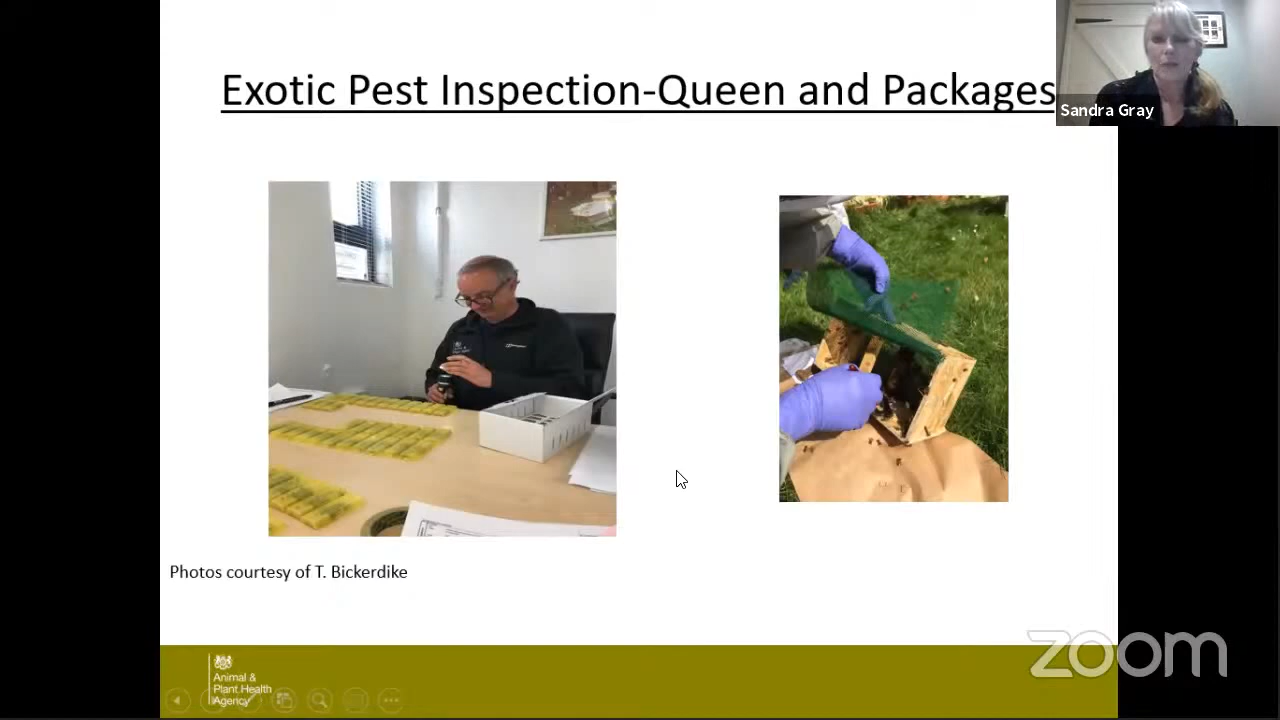 Exotic Pest Inspection-Queen and Packages
Sandra Gray
Photos courtesy of T. Bickerdike
Animal &
Plant Health
Agency
zoom